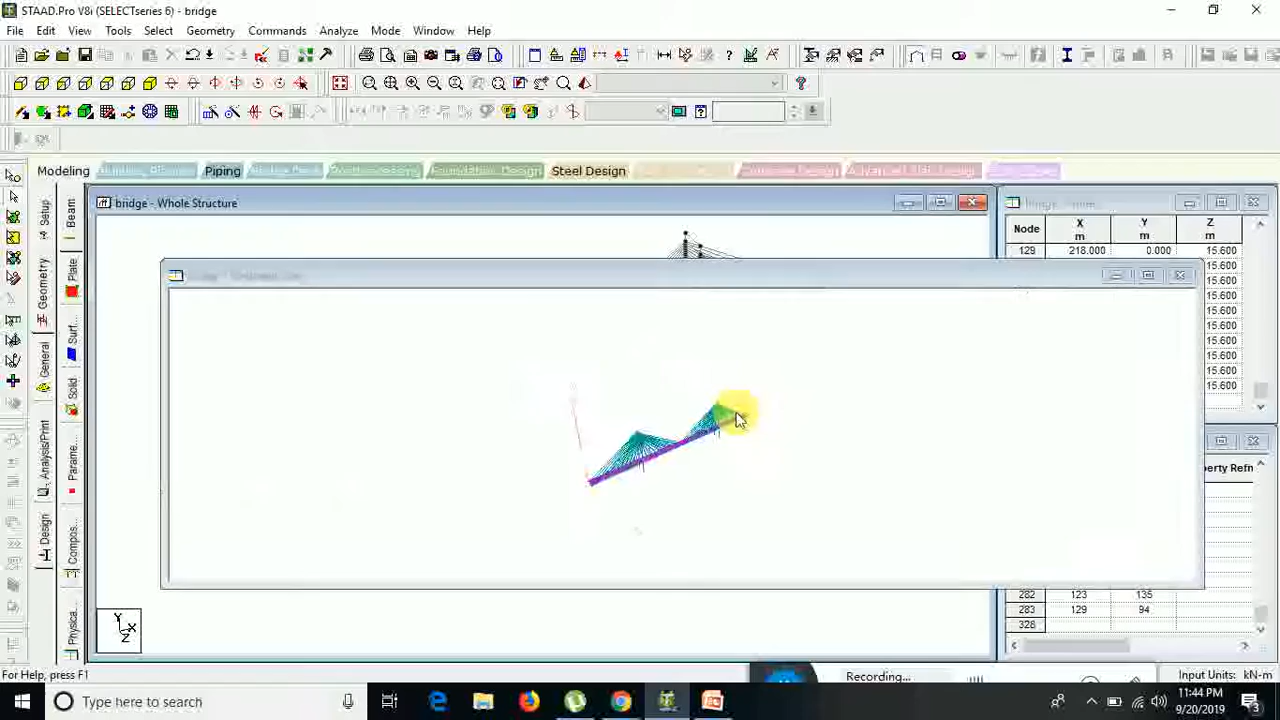 STAAD.Pro V8i (SELECTseries 6) - bridge
File Edit View Tools Select Geometry Commands Analyze Mode Window Help
Modeling Piping Steel Design
bridge - Whole Structure
Node X m Y m Z m
129 218.000 0.000 15.600
15.600
15.600
15.600
15.600
15.600
15.600
15.600
15.600
Beam
Plate
Surf...
Solid
Parame...
Compos...
Physica...
Setup
Geometry
General
Analysis/Print
Design
perty Refn
282 123 135
283 129 94
326
Y X Z
For Help, press F1
Recording...
Input Units: kN-m
Type here to search
11:44 PM
9/20/2019
3